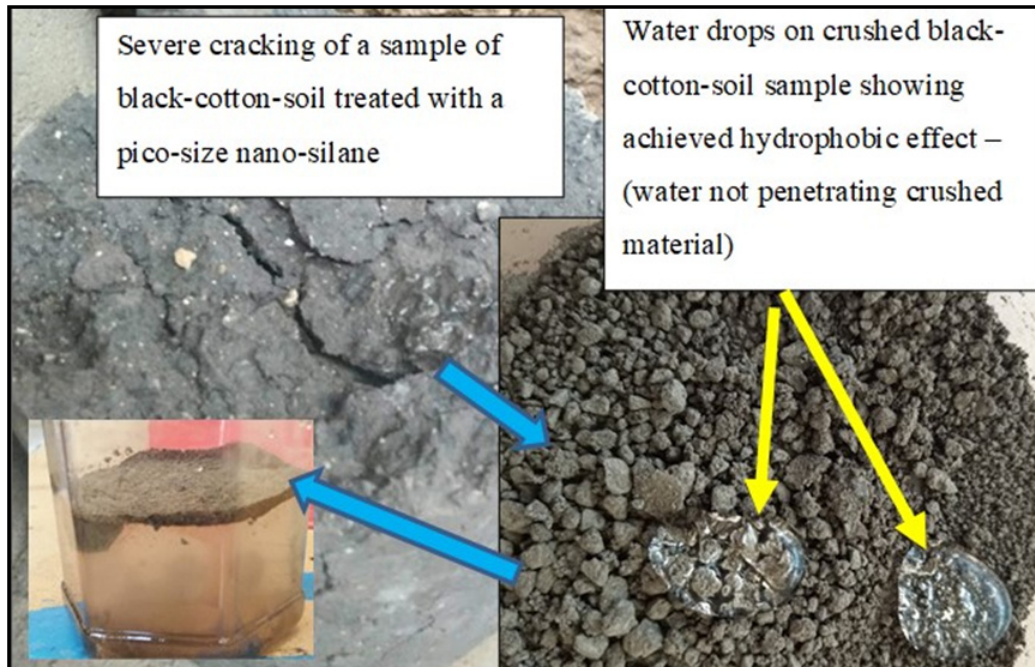 Severe cracking of a sample of
black-cotton-soil treated with a
pico-size nano-silane
Water drops on crushed black-
cotton-soil sample showing
achieved hydrophobic effect –
(water not penetrating crushed
material)